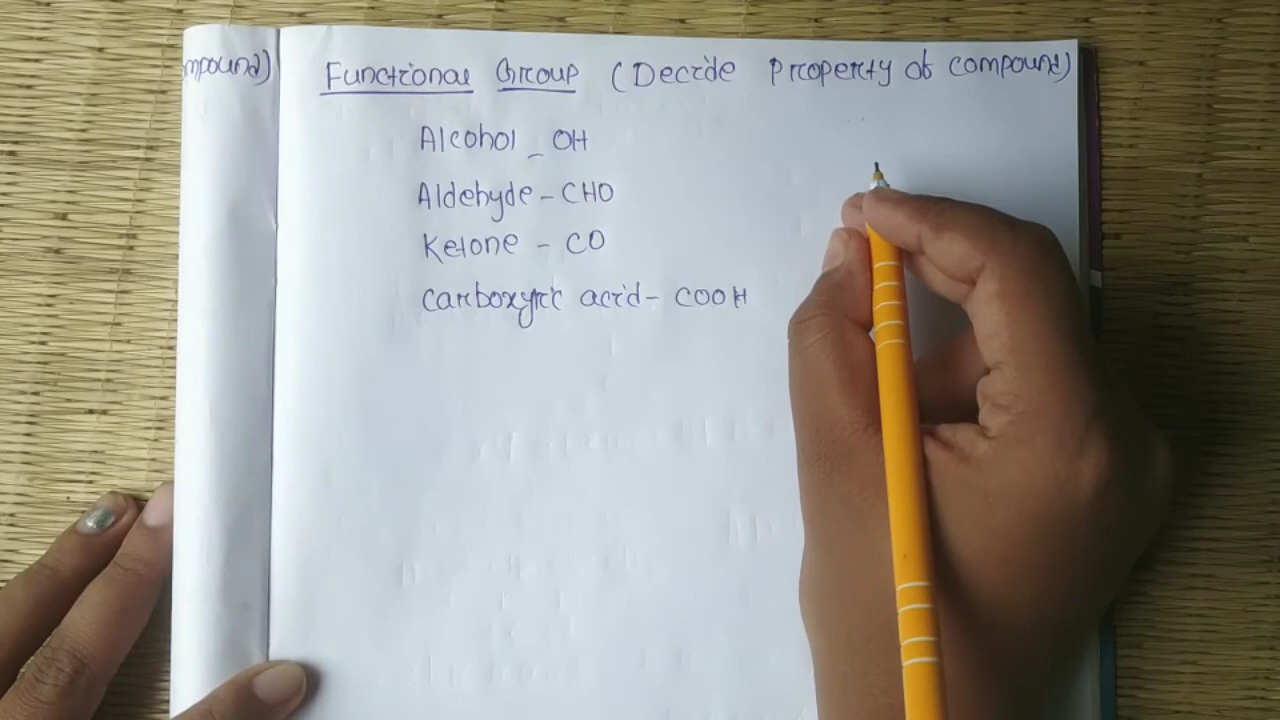 mpound)
Functional Group (Decide Property of compound)
Alcohol - OH
Aldehyde - CHO
Ketone - CO
Carboxylic acid - COOH